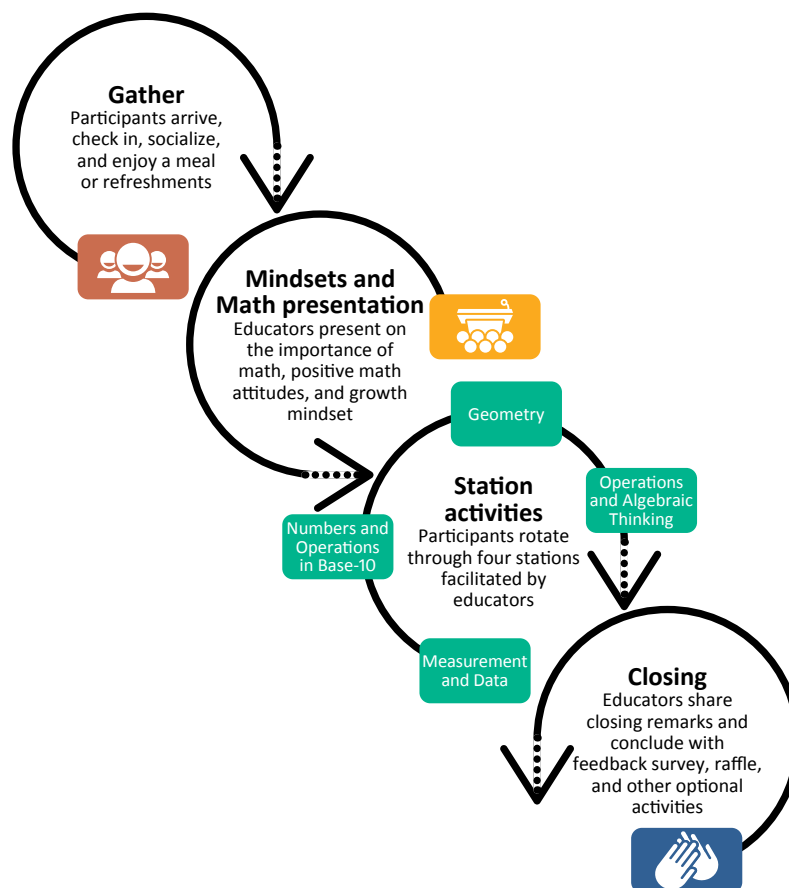 Gather
Participants arrive,
check in, socialize,
and enjoy a meal
or refreshments
Mindsets and
Math presentation
Educators present on
the importance of
math, positive math
attitudes, and growth
mindset
Geometry
Station
activities
Participants rotate
through four stations
facilitated by
educators
Operations
and Algebraic
Thinking
Numbers and
Operations
in Base-10
Measurement
and Data
Closing
Educators share
closing remarks and
conclude with
feedback survey, raffle,
and other optional
activities